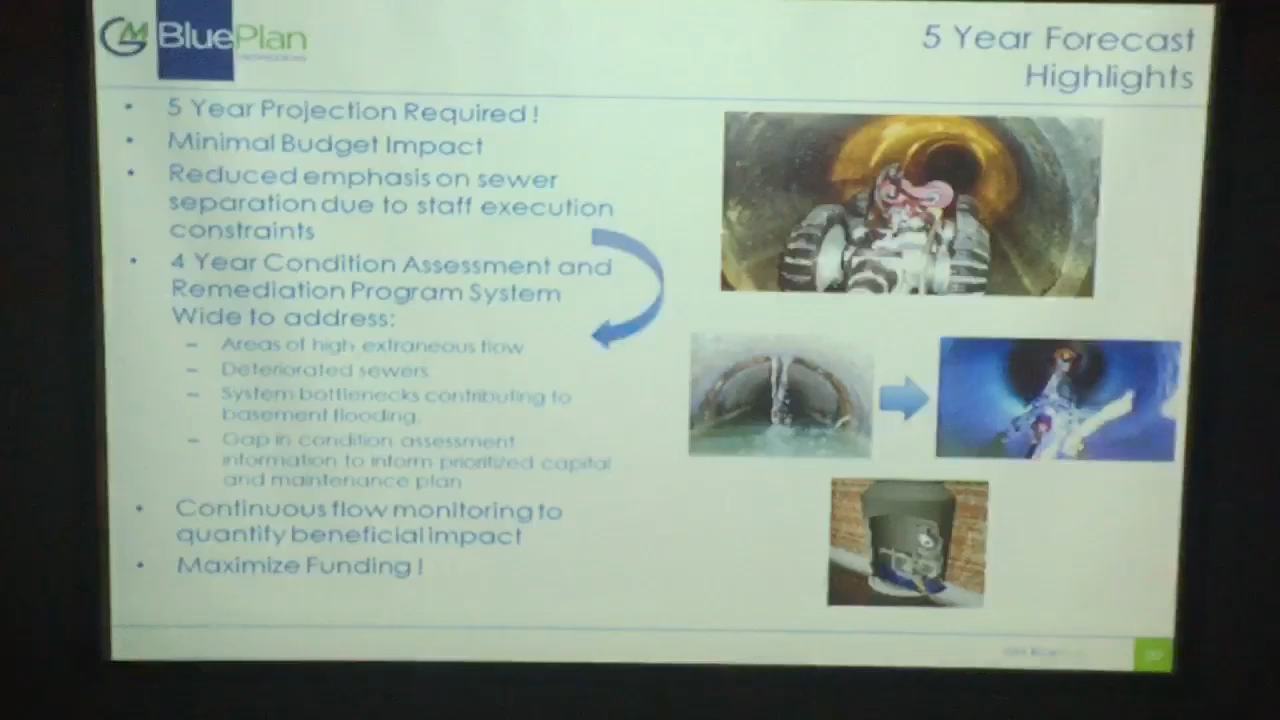 GM BluePlan
ENGINEERING
5 Year Forecast
Highlights
• 5 Year Projection Required !
• Minimal Budget Impact
• Reduced emphasis on sewer
separation due to staff execution
constraints
• 4 Year Condition Assessment and
Remediation Program System
Wide to address:
– Areas of high extraneous flow
– Deteriorated sewers
– System bottlenecks contributing to
basement flooding.
– Gap in condition assessment
information to inform prioritized capital
and maintenance plan
• Continuous flow monitoring to
quantify beneficial impact
• Maximize Funding !